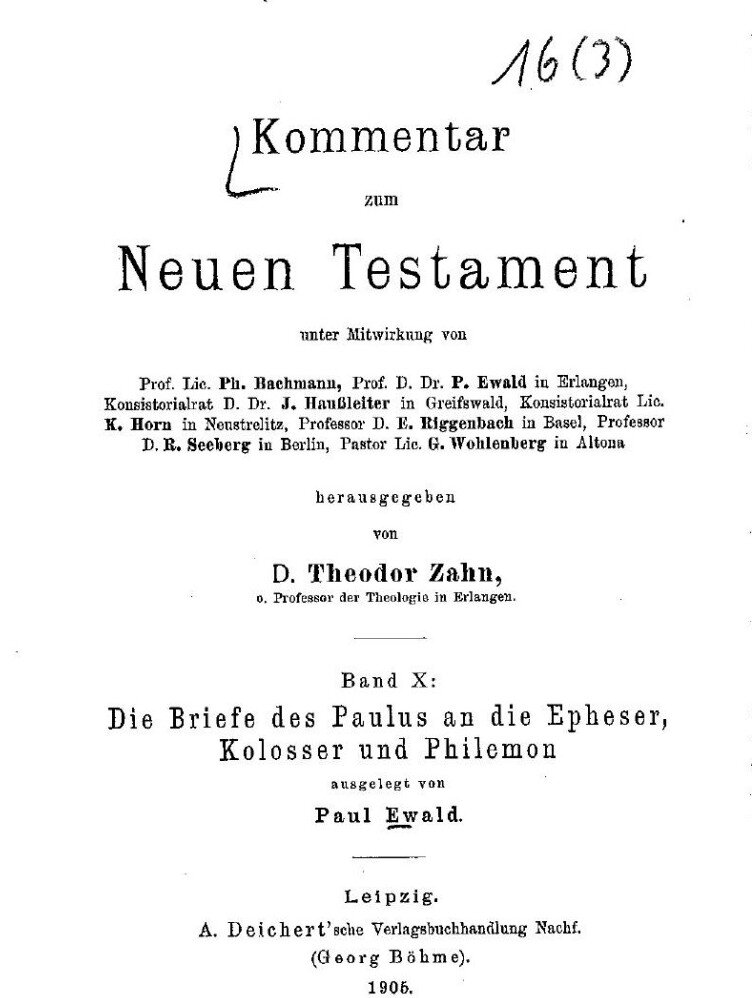 16(3)
Kommentar
zum
Neuen Testament
unter Mitwirkung von
Prof. Lic. Ph. Bachmann, Prof. D. Dr. P. Ewald in Erlangen,
Konsistorialrat D. Dr. J. Haußleiter in Greifswald, Konsistorialrat Lic.
K. Horn in Neustrelitz, Professor D. E. Riggenbach in Basel, Professor
D. R. Seeberg in Berlin, Pastor Lic. G. Wohlenberg in Altona
herausgegeben
von
D. Theodor Zahn,
o. Professor der Theologie in Erlangen.
Band X:
Die Briefe des Paulus an die Epheser,
Kolosser und Philemon
ausgelegt von
Paul Ewald.
Leipzig.
A. Deichert'sche Verlagsbuchhandlung Nachf.
(Georg Böhme).
1905.